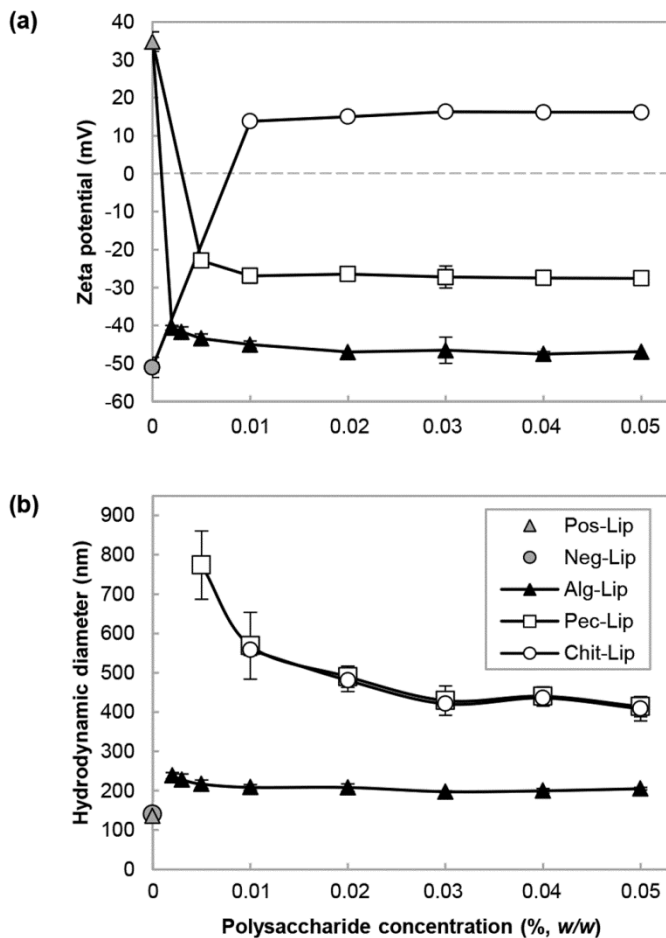 (a)
Zeta potential (mV)
40
30
20
10
0
-10
-20
-30
-40
-50
-60
0 0.01 0.02 0.03 0.04 0.05
(b)
Hydrodynamic diameter (nm)
900
800
700
600
500
400
300
200
100
0
Pos-Lip
Neg-Lip
Alg-Lip
Pec-Lip
Chit-Lip
0 0.01 0.02 0.03 0.04 0.05
Polysaccharide concentration (%, w/w)